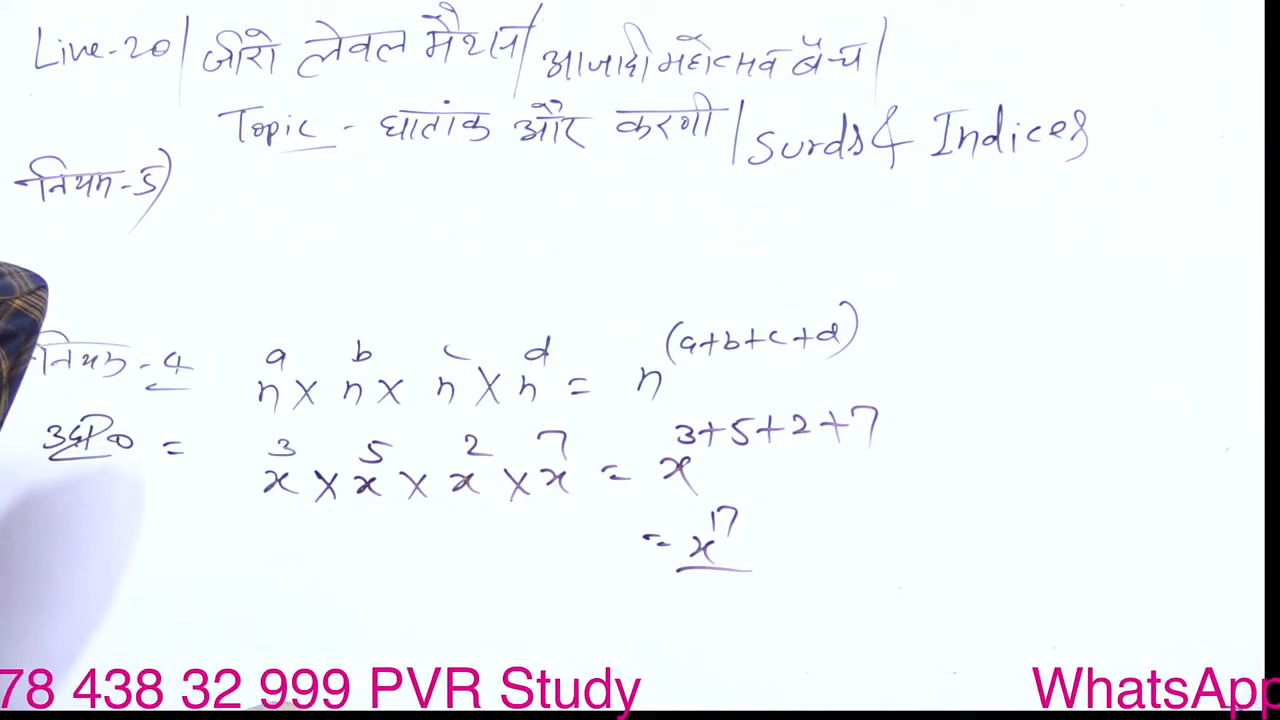 Live-20/ जीरो लेवल मैथ्स/ आजादी महोत्सव बैच/
Topic - घातांक और करणी / Surds & Indices
नियम-5)
नियम-4 n^a × n^b × n^c × n^d = n^(a+b+c+d)
उदा० = x^3 × x^5 × x^2 × x^7 = x^3+5+2+7
= x^17
78 438 32 999 PVR Study WhatsApp